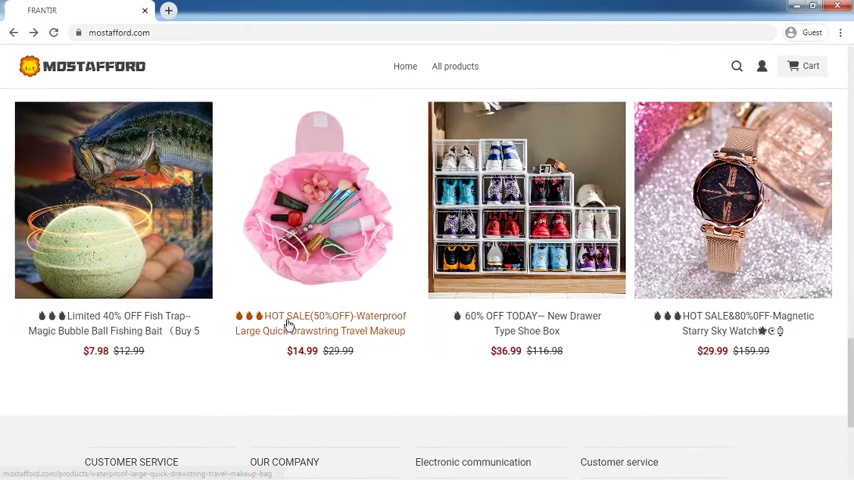 FRANTIR
mostafford.com
Guest
MOSTAFFORD
Home
All products
Cart
Limited 40% OFF Fish Trap--
Magic Bubble Ball Fishing Bait （Buy 5
$7.98 $12.99
HOT SALE(50%OFF)-Waterproof
Large Quick Drawstring Travel Makeup
$14.99 $29.99
60% OFF TODAY— New Drawer
Type Shoe Box
$36.99 $116.98
HOT SALE&80%OFF-Magnetic
Starry Sky Watch
$29.99 $159.99
CUSTOMER SERVICE
OUR COMPANY
Electronic communication
Customer service
mostafford.com/products/waterproof-large-quick-drawstring-travel-makeup-bag